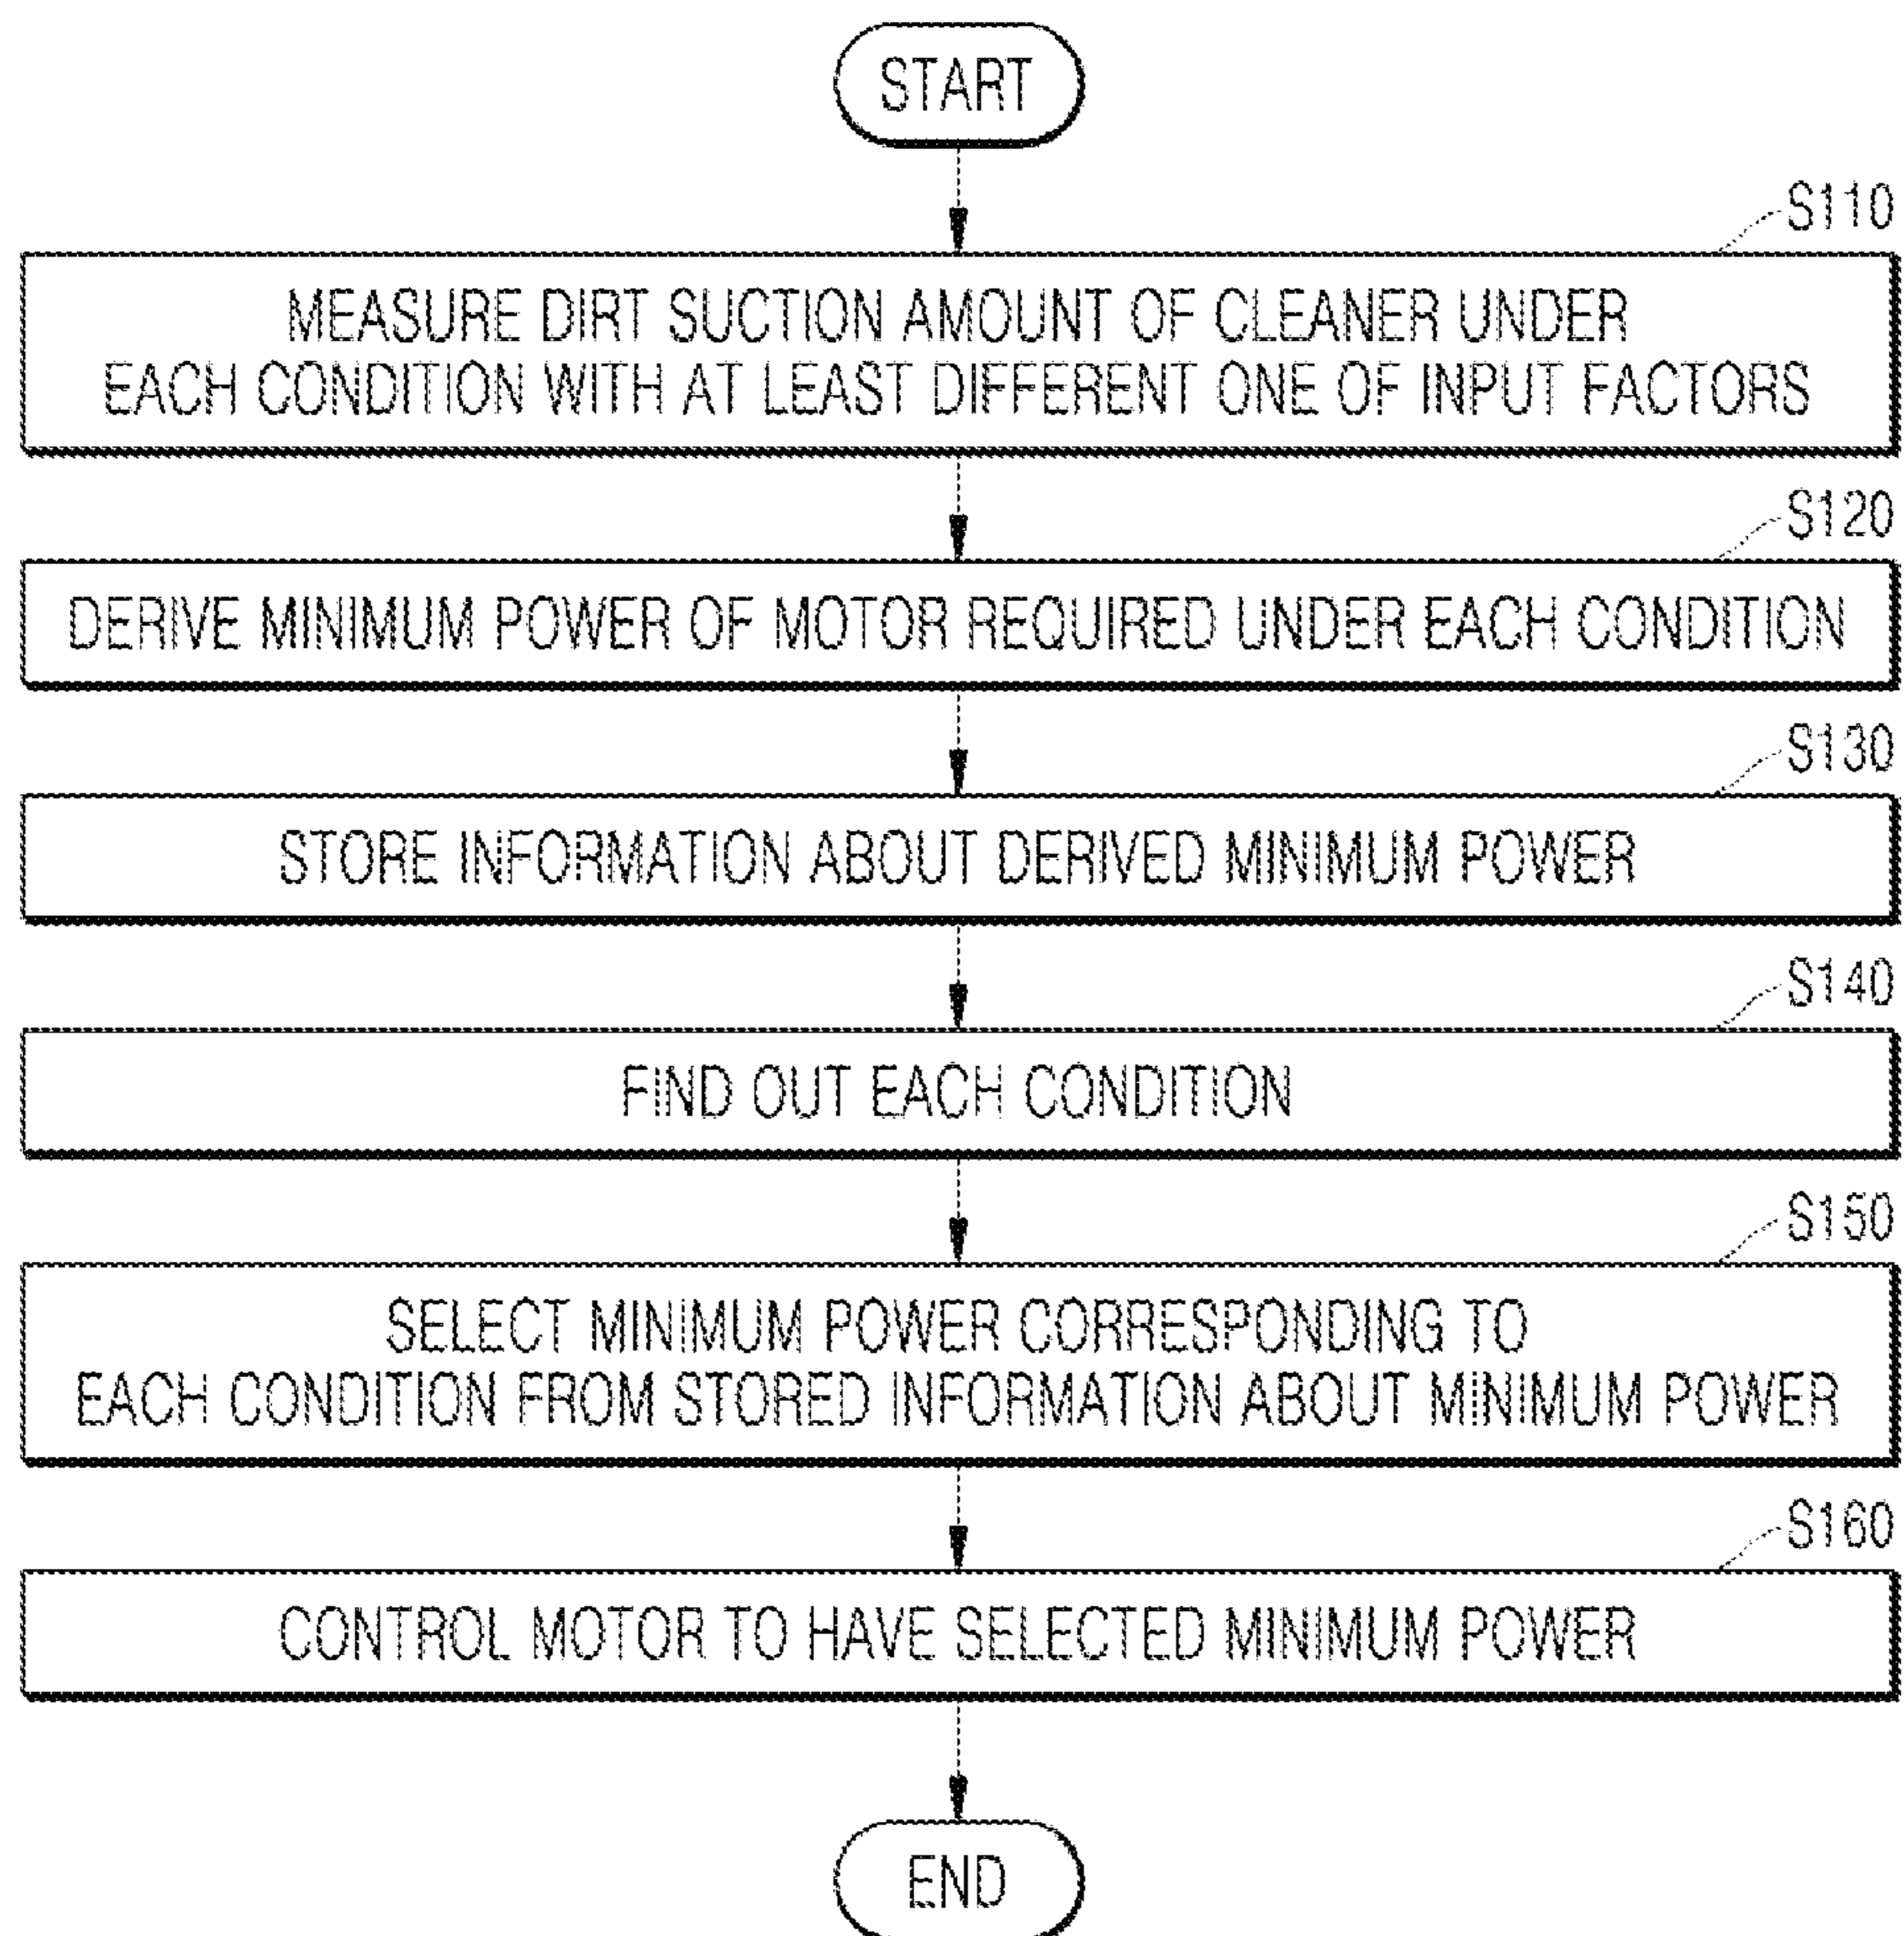 START
S110
MEASURE DIRT SUCTION AMOUNT OF CLEANER UNDER
EACH CONDITION WITH AT LEAST DIFFERENT ONE OF INPUT FACTORS
S120
DERIVE MINIMUM POWER OF MOTOR REQUIRED UNDER EACH CONDITION
S130
STORE INFORMATION ABOUT DERIVED MINIMUM POWER
S140
FIND OUT EACH CONDITION
S150
SELECT MINIMUM POWER CORRESPONDING TO
EACH CONDITION FROM STORED INFORMATION ABOUT MINIMUM POWER
S160
CONTROL MOTOR TO HAVE SELECTED MINIMUM POWER
END